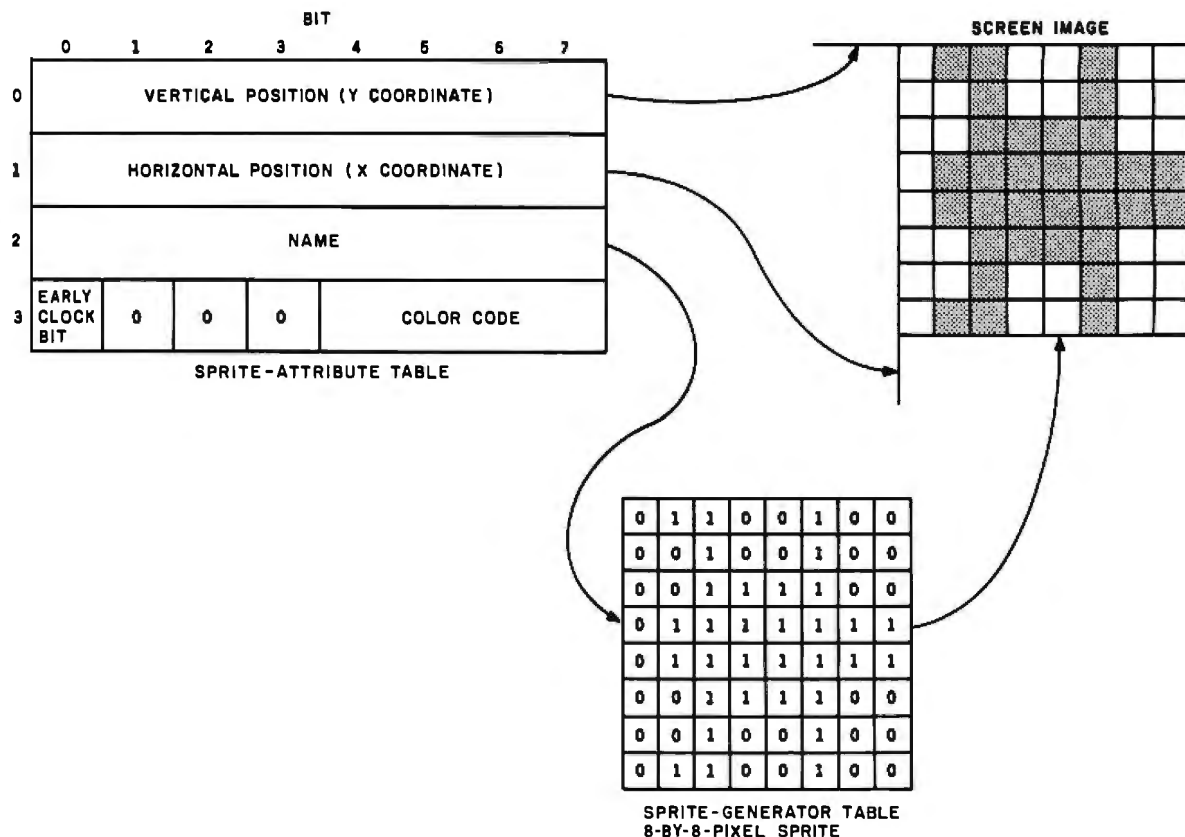 BIT
0 1 2 3 4 5 6 7
0 VERTICAL POSITION (Y COORDINATE)
1 HORIZONTAL POSITION (X COORDINATE)
2 NAME
3 EARLY CLOCK BIT 0 0 0 COLOR CODE
SPRITE-ATTRIBUTE TABLE
SCREEN IMAGE
0 1 1 0 0 1 0 0
0 0 1 0 0 1 0 0
0 0 1 1 1 1 0 0
0 1 1 1 1 1 1 1
0 1 1 1 1 1 1 1
0 0 1 1 1 1 0 0
0 0 1 0 0 1 0 0
0 1 1 0 0 1 0 0
SPRITE-GENERATOR TABLE
8-BY-8-PIXEL SPRITE